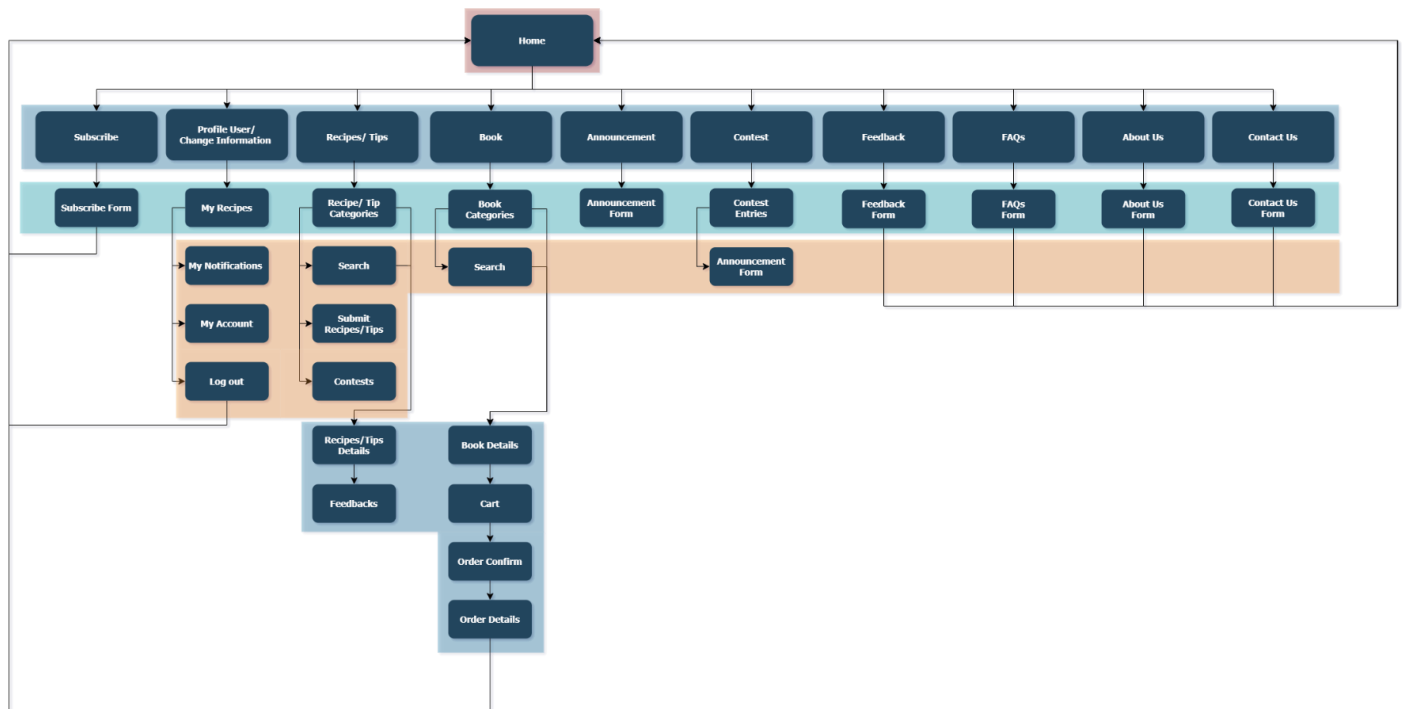 Home
Subscribe
Profile User/
Change Information
Recipes/ Tips
Book
Announcement
Contest
Feedback
FAQs
About Us
Contact Us
Subscribe Form
My Recipes
Recipe/ Tip
Categories
Book
Categories
Announcement
Form
Contest
Entries
Feedback
Form
FAQs
Form
About Us
Form
Contact Us
Form
My Notifications
Search
Search
Announcement
Form
My Account
Submit
Recipes/Tips
Log out
Contests
Recipes/Tips
Details
Book Details
Feedbacks
Cart
Order Confirm
Order Details